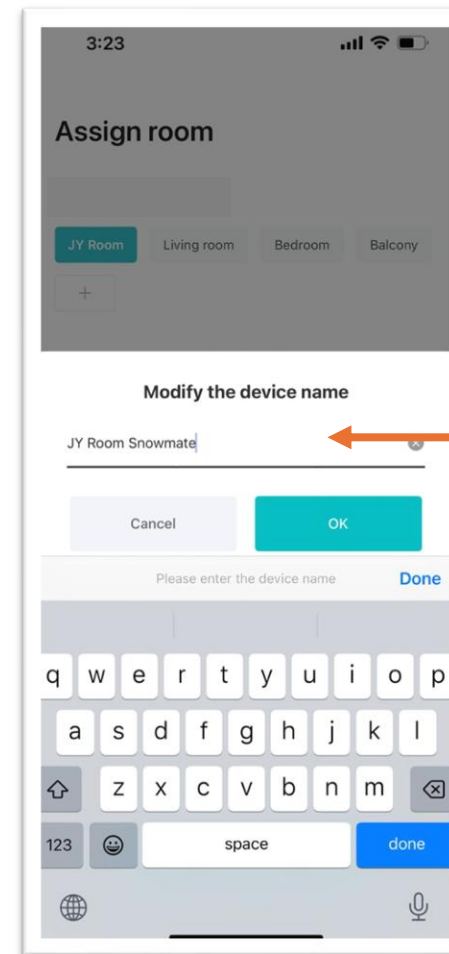 3:23
Assign room
JY Room Living room Bedroom Balcony
+
Modify the device name
JY Room Snowmate
Cancel OK
Please enter the device name Done
q w e r t y u i o p
a s d f g h j k l
z x c v b n m
123 space done